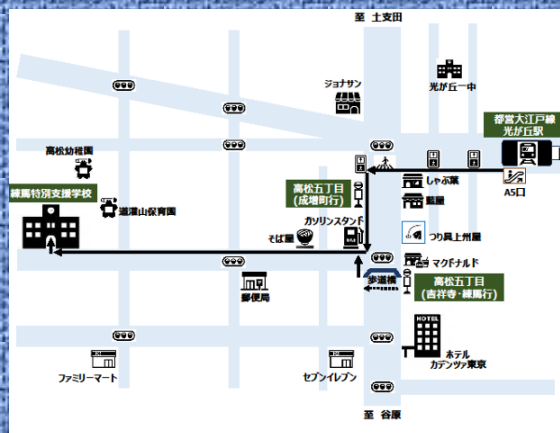 至 土支田
ジョナサン
光が丘一中
都営大江戸線
光が丘駅
高松幼稚園
高松五丁目
(成増町行)
しゃぶ葉
A5口
練馬特別支援学校
道灌山保育園
藍屋
ガソリンスタンド
そば屋
つり具上州屋
マクドナルド
郵便局
歩道橋
高松五丁目
(吉祥寺・練馬行)
HOTEL
ホテル
カデンツァ東京
ファミリーマート
セブンイレブン
至 谷原